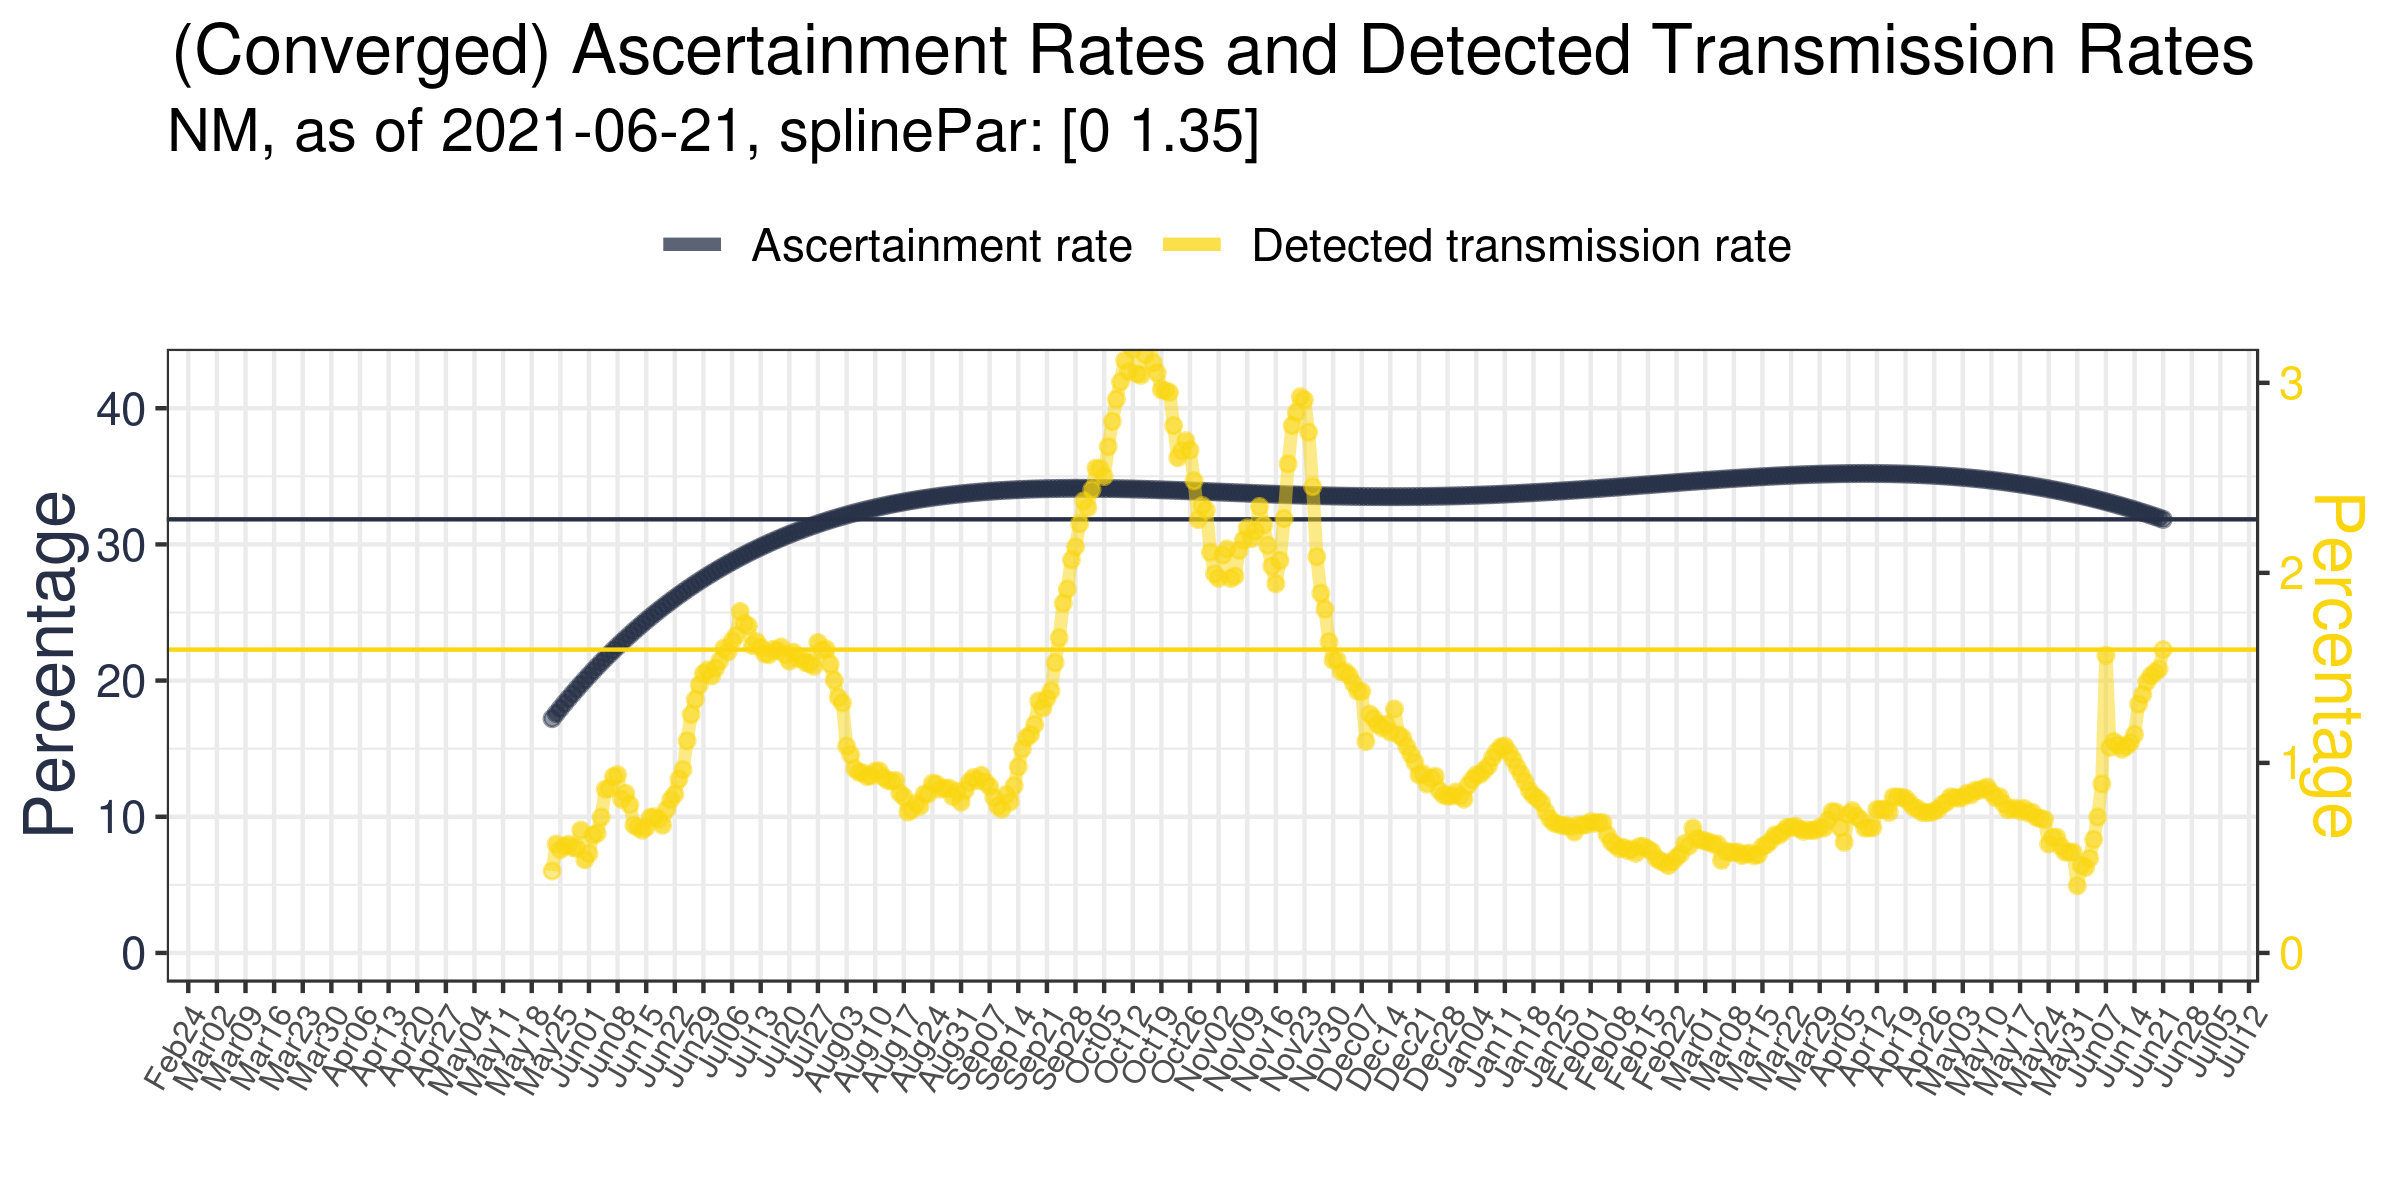 (Converged) Ascertainment Rates and Detected Transmission Rates
NM, as of 2021-06-21, splinePar: [0 1.35]
Ascertainment rate Detected transmission rate
Percentage
40
30
20
10
0
3
2
1
0
Percentage
Feb24 Mar02 Mar09 Mar16 Mar23 Mar30 Apr06 Apr13 Apr20 Apr27 May04 May11 May18 May25 Jun01 Jun08 Jun15 Jun22 Jun29 Jul06 Jul13 Jul20 Jul27 Aug03 Aug10 Aug17 Aug24 Aug31 Sep07 Sep14 Sep21 Sep28 Oct05 Oct12 Oct19 Oct26 Nov02 Nov09 Nov16 Nov23 Nov30 Dec07 Dec14 Dec21 Dec28 Jan04 Jan11 Jan18 Jan25 Feb01 Feb08 Feb15 Feb22 Mar01 Mar08 Mar15 Mar22 Mar29 Apr05 Apr12 Apr19 Apr26 May03 May10 May17 May24 May31 Jun07 Jun14 Jun21 Jun28 Jul05 Jul12